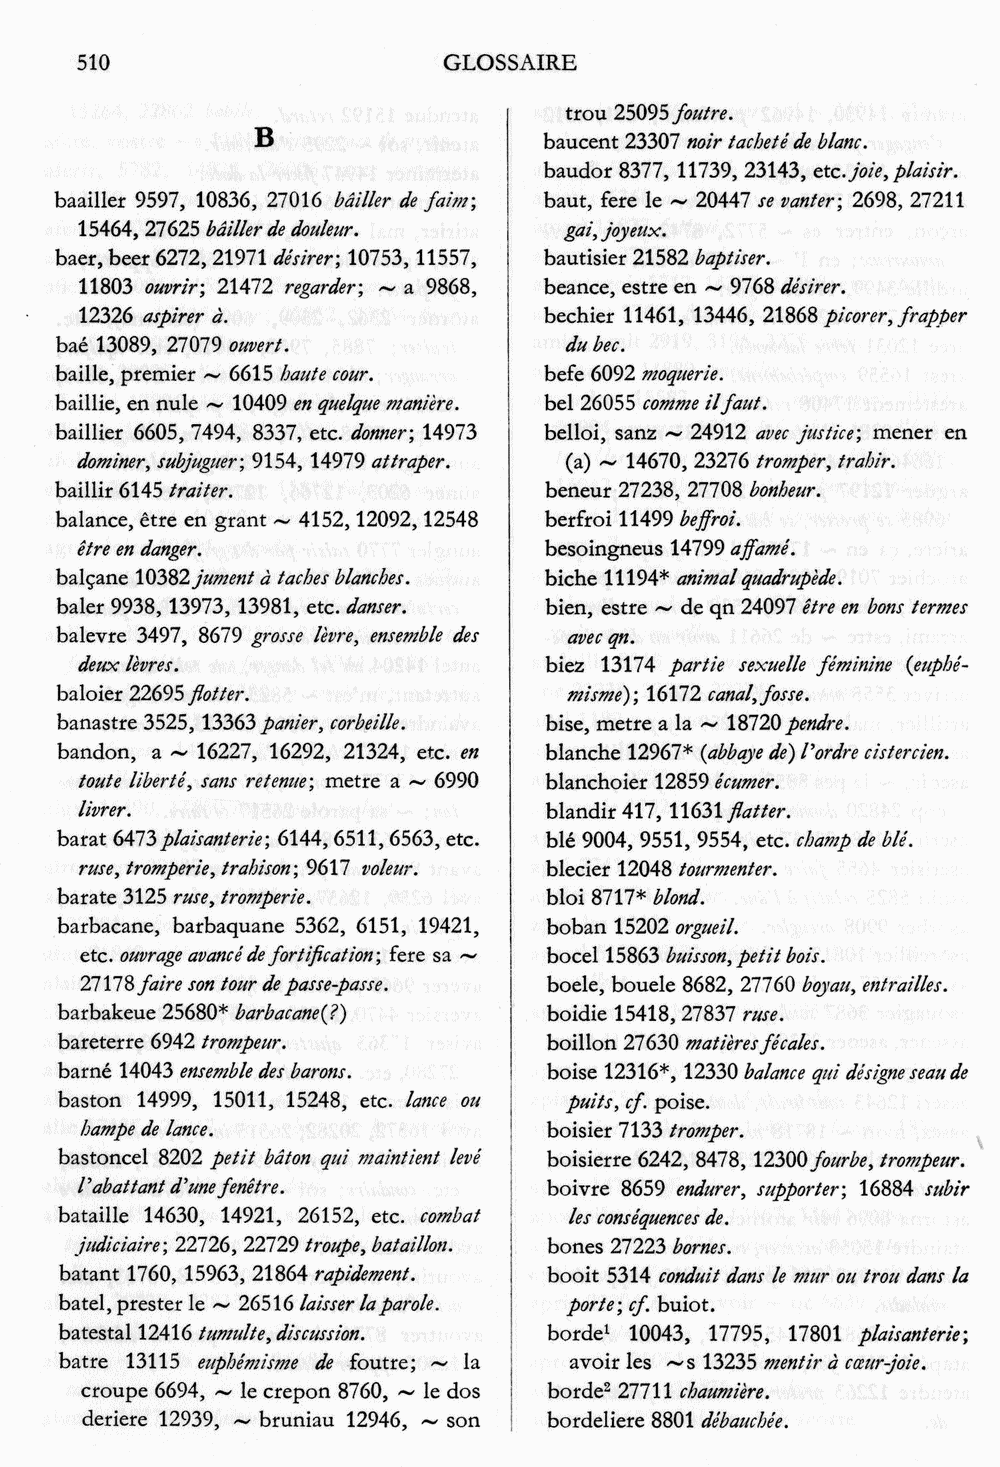 510
GLOSSAIRE
B
baailler 9597, 10836, 27016 bâiller de faim;
15464, 27625 bâiller de douleur.
baer, beer 6272, 21971 désirer; 10753, 11557,
11803 ouvrir; 21472 regarder; ~ a 9868,
12326 aspirer à.
baé 13089, 27079 ouvert.
baille, premier ~ 6615 haute cour.
baillie, en nule ~ 10409 en quelque manière.
baillier 6605, 7494, 8337, etc. donner; 14973
dominer, subjuguer; 9154, 14979 attraper.
baillir 6145 traiter.
balance, être en grant ~ 4152, 12092, 12548
être en danger.
balçane 10382 jument à taches blanches.
baler 9938, 13973, 13981, etc. danser.
balevre 3497, 8679 grosse lèvre, ensemble des
deux lèvres.
baloier 22695 flotter.
banastre 3525, 13363 panier, corbeille.
bandon, a ~ 16227, 16292, 21324, etc. en
toute liberté, sans retenue; metre a ~ 6990
livrer.
barat 6473 plaisanterie; 6144, 6511, 6563, etc.
ruse, tromperie, trahison; 9617 voleur.
barate 3125 ruse, tromperie.
barbacane, barbaquane 5362, 6151, 19421,
etc. ouvrage avancé de fortification; fere sa ~
27178 faire son tour de passe-passe.
barbakeue 25680* barbacane(?)
bareterre 6942 trompeur.
barné 14043 ensemble des barons.
baston 14999, 15011, 15248, etc. lance ou
hampe de lance.
bastoncel 8202 petit bâton qui maintient levé
l'abattant d'une fenêtre.
bataille 14630, 14921, 26152, etc. combat
judiciaire; 22726, 22729 troupe, bataillon.
batant 1760, 15963, 21864 rapidement.
batel, prester le ~ 26516 laisser la parole.
batestal 12416 tumulte, discussion.
batre 13115 euphémisme de foutre; ~ la
croupe 6694, ~ le crepon 8760, ~ le dos
deriere 12939, ~ bruniau 12946, ~ son
trou 25095 foutre.
baucent 23307 noir tacheté de blanc.
baudor 8377, 11739, 23143, etc. joie, plaisir.
baut, fere le ~ 20447 se vanter; 2698, 27211
gai, joyeux.
bautisier 21582 baptiser.
beance, estre en ~ 9768 désirer.
bechier 11461, 13446, 21868 picorer, frapper
du bec.
befe 6092 moquerie.
bel 26055 comme il faut.
belloi, sanz ~ 24912 avec justice; mener en
(a) ~ 14670, 23276 tromper, trahir.
beneur 27238, 27708 bonheur.
berfroi 11499 beffroi.
besoingneus 14799 affamé.
biche 11194* animal quadrupède.
bien, estre ~ de qn 24097 être en bons termes
avec qn.
biez 13174 partie sexuelle féminine (euphé-
misme); 16172 canal, fosse.
bise, metre a la ~ 18720 pendre.
blanche 12967* (abbaye de) l'ordre cistercien.
blanchoier 12859 écumer.
blandir 417, 11631 flatter.
blé 9004, 9551, 9554, etc. champ de blé.
blecier 12048 tourmenter.
bloi 8717* blond.
boban 15202 orgueil.
bocel 15863 buisson, petit bois.
boele, bouele 8682, 27760 boyau, entrailles.
boidie 15418, 27837 ruse.
boillon 27630 matières fécales.
boise 12316*, 12330 balance qui désigne seau de
puits, cf. poise.
boisier 7133 tromper.
boisierre 6242, 8478, 12300 fourbe, trompeur.
boivre 8659 endurer, supporter; 16884 subir
les conséquences de.
bones 27223 bornes.
booit 5314 conduit dans le mur ou trou dans la
porte; cf. buiot.
borde¹ 10043, 17795, 17801 plaisanterie;
avoir les ~s 13235 mentir à cœur-joie.
borde² 27711 chaumière.
bordeliere 8801 débauchée.